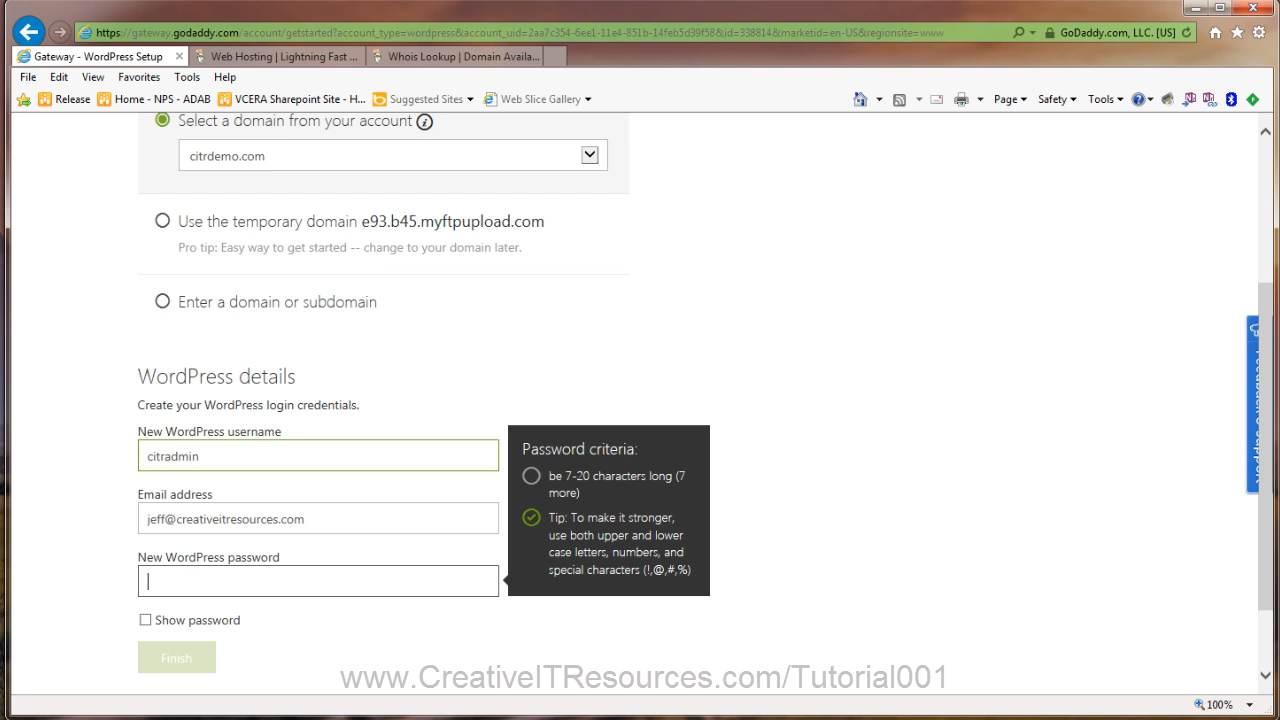 https://gateway.godaddy.com/account/getstarted?account_type=wordpress&account_uid=2aa7c354-6ee1-11e4-851b-14feb5d39f58&id=338814&marketid=en-US&regionsite=www
GoDaddy.com, LLC. [US]
Gateway - WordPress Setup
Web Hosting | Lightning Fast ...
Whois Lookup | Domain Availa...
File Edit View Favorites Tools Help
Release
Home - NPS - ADAB
VCERA Sharepoint Site - H...
Suggested Sites
Web Slice Gallery
Page Safety Tools
Select a domain from your account
citrdemo.com
Use the temporary domain e93.b45.myftpupload.com
Pro tip: Easy way to get started -- change to your domain later.
Enter a domain or subdomain
WordPress details
Create your WordPress login credentials.
New WordPress username
citradmin
Email address
jeff@creativeitresources.com
New WordPress password
Show password
Finish
Password criteria:
be 7-20 characters long (7
more)
Tip: To make it stronger,
use both upper and lower
case letters, numbers, and
special characters (!,@,#,%)
www.CreativeITResources.com/Tutorial001
100%